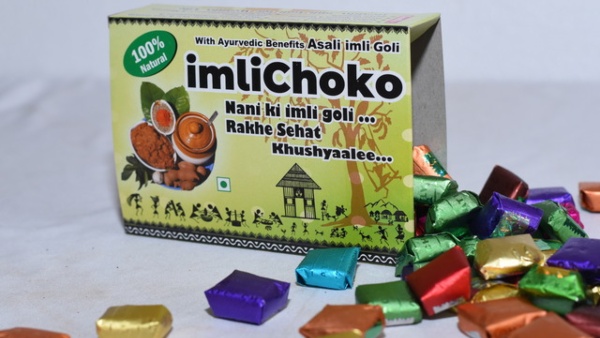 100%
Natural
With Ayurvedic Benefits Asali imli Goli
imliChoko
Nani ki imli goli ...
Rakhe Sehat
Khushyaalee...